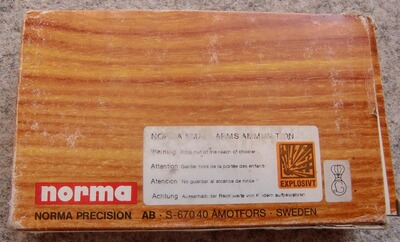 NORMA SMALL ARMS AMMUNITION
Warning Keep out of the reach of children
Attention Garder hors de la portée des enfants
Atención No guardar al alcance de niños
Achtung Ausserhalb der Reichweite von Kindern aufbewahren
EXPLOSIVT
norma
NORMA PRECISION AB · S-670 40 AMOTFORS · SWEDEN